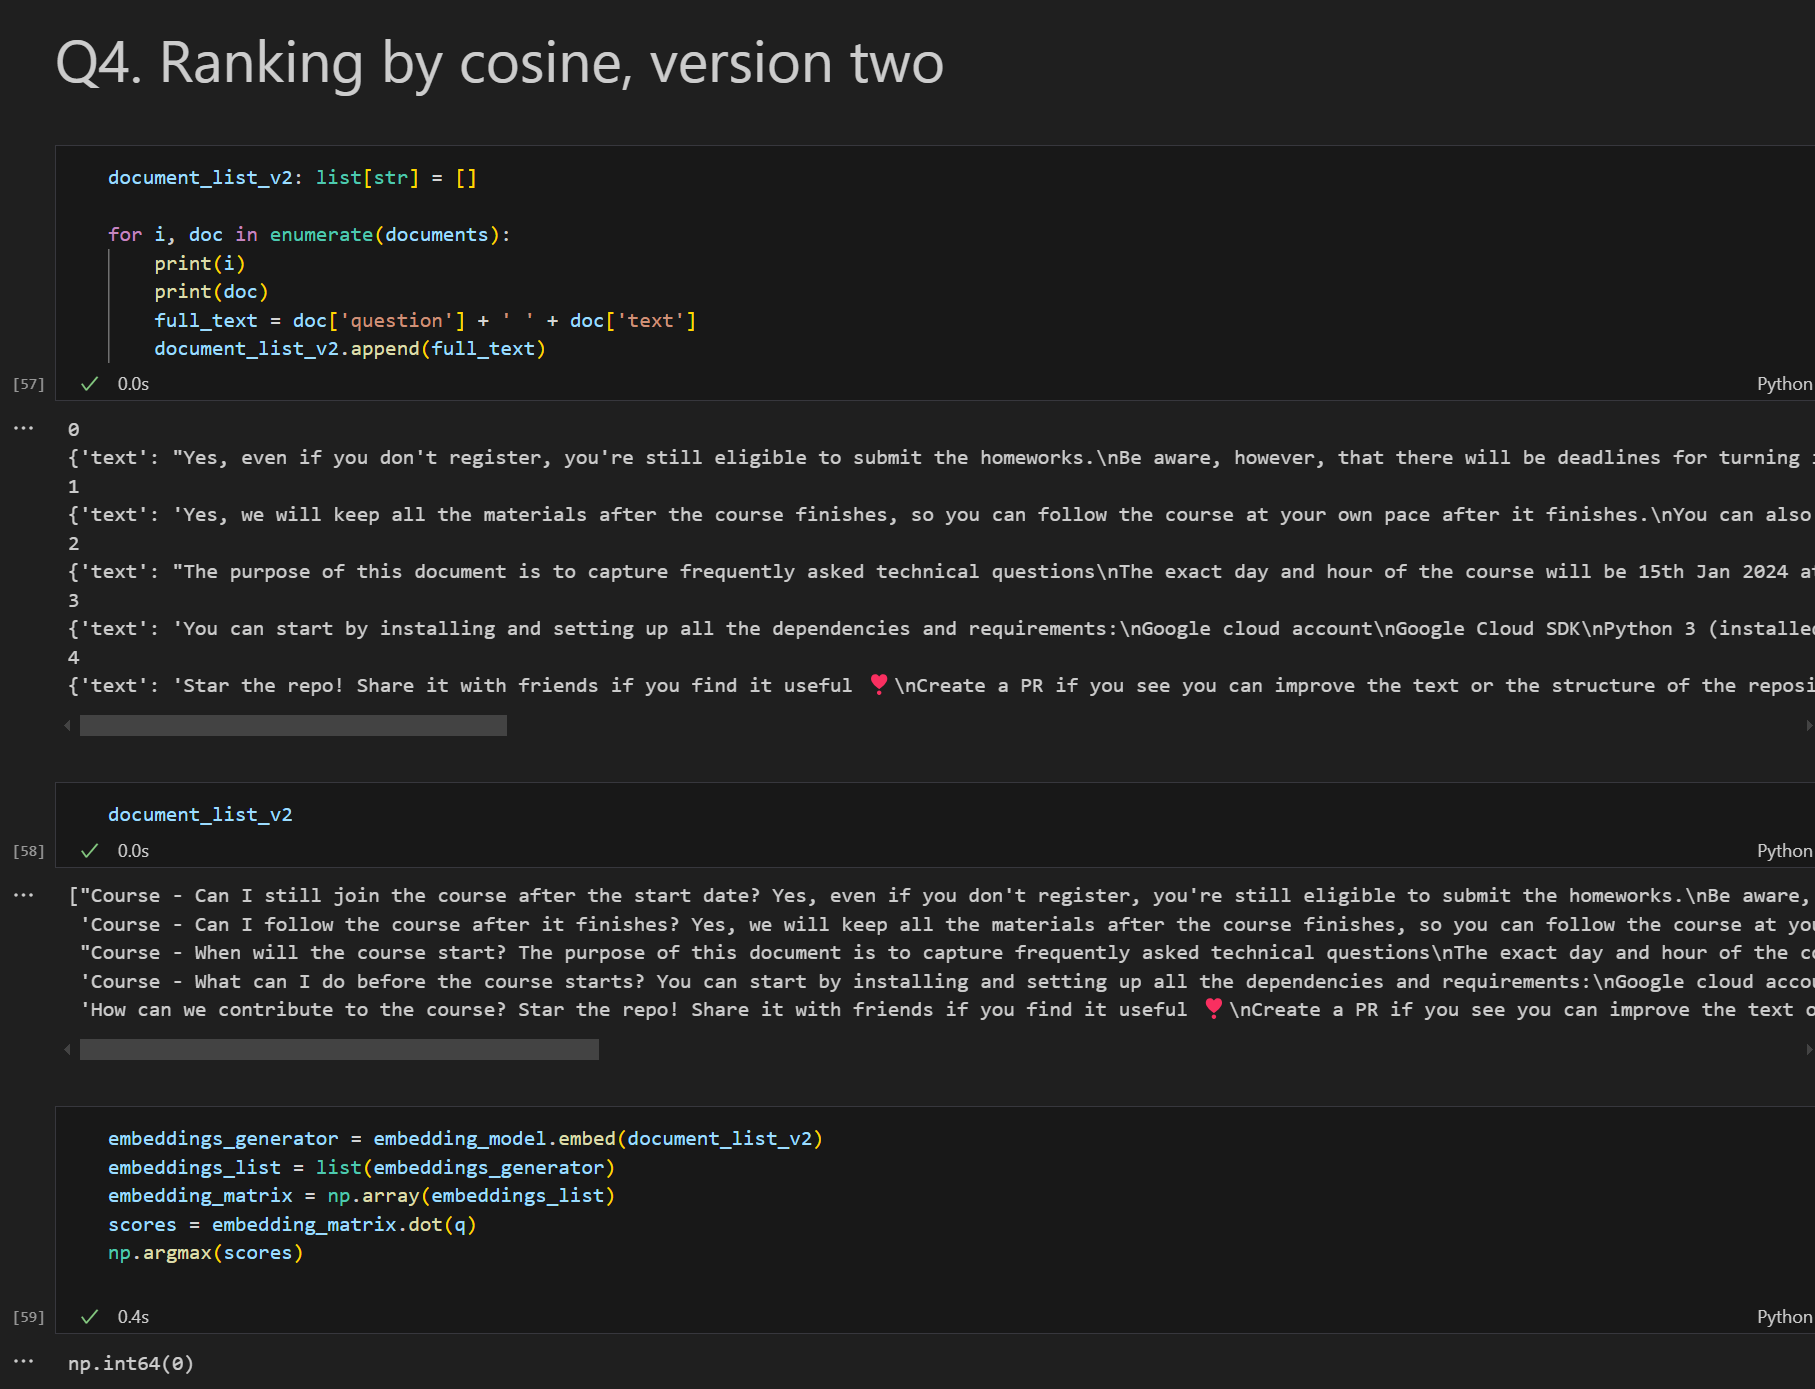 Q4. Ranking by cosine, version two
document_list_v2: list[str] = []
for i, doc in enumerate(documents):
    print(i)
    print(doc)
    full_text = doc['question'] + ' ' + doc['text']
    document_list_v2.append(full_text)
[57] ✓ 0.0s Python
... 0
{'text': "Yes, even if you don't register, you're still eligible to submit the homeworks.\nBe aware, however, that there will be deadlines for turning
1
{'text': 'Yes, we will keep all the materials after the course finishes, so you can follow the course at your own pace after it finishes.\nYou can also
2
{'text': "The purpose of this document is to capture frequently asked technical questions\nThe exact day and hour of the course will be 15th Jan 2024 at
3
{'text': 'You can start by installing and setting up all the dependencies and requirements:\nGoogle cloud account\nGoogle Cloud SDK\nPython 3 (installed
4
{'text': 'Star the repo! Share it with friends if you find it useful ❣️\nCreate a PR if you see you can improve the text or the structure of the reposi
document_list_v2
[58] ✓ 0.0s Python
... ["Course - Can I still join the course after the start date? Yes, even if you don't register, you're still eligible to submit the homeworks.\nBe aware,
'Course - Can I follow the course after it finishes? Yes, we will keep all the materials after the course finishes, so you can follow the course at you
"Course - When will the course start? The purpose of this document is to capture frequently asked technical questions\nThe exact day and hour of the co
'Course - What can I do before the course starts? You can start by installing and setting up all the dependencies and requirements:\nGoogle cloud accou
'How can we contribute to the course? Star the repo! Share it with friends if you find it useful ❣️\nCreate a PR if you see you can improve the text o
embeddings_generator = embedding_model.embed(document_list_v2)
embeddings_list = list(embeddings_generator)
embedding_matrix = np.array(embeddings_list)
scores = embedding_matrix.dot(q)
np.argmax(scores)
[59] ✓ 0.4s Python
... np.int64(0)